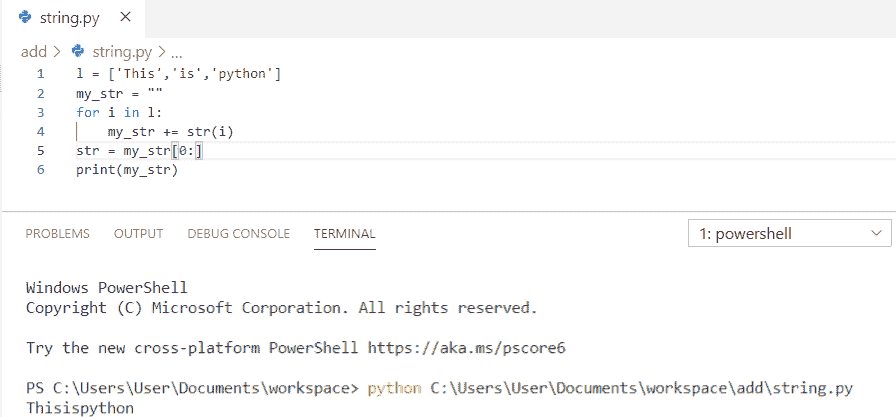 string.py
add > string.py > ...
1 l = ['This','is','python']
2 my_str = ""
3 for i in l:
4     my_str += str(i)
5 str = my_str[0:]
6 print(my_str)
PROBLEMS OUTPUT DEBUG CONSOLE TERMINAL 1: powershell
Windows PowerShell
Copyright (C) Microsoft Corporation. All rights reserved.
Try the new cross-platform PowerShell https://aka.ms/pscore6
PS C:\Users\User\Documents\workspace> python C:\Users\User\Documents\workspace\add\string.py
Thisispython